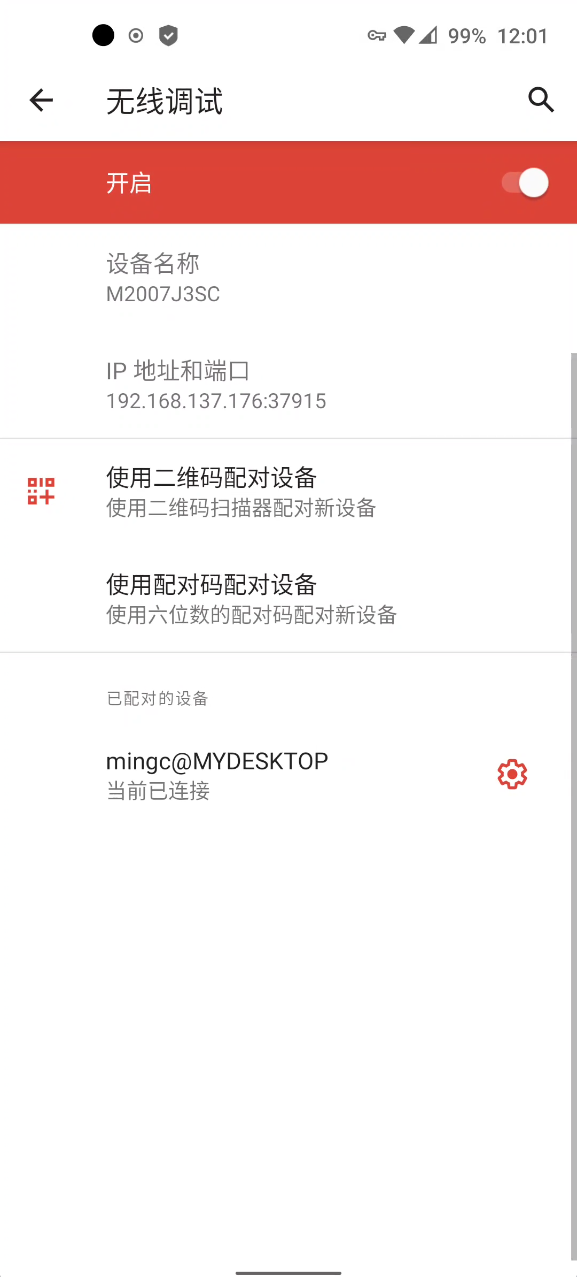 99% 12:01
无线调试
开启
设备名称
M2007J3SC
IP 地址和端口
192.168.137.176:37915
使用二维码配对设备
使用二维码扫描器配对新设备
使用配对码配对设备
使用六位数的配对码配对新设备
已配对的设备
mingc@MYDESKTOP
当前已连接